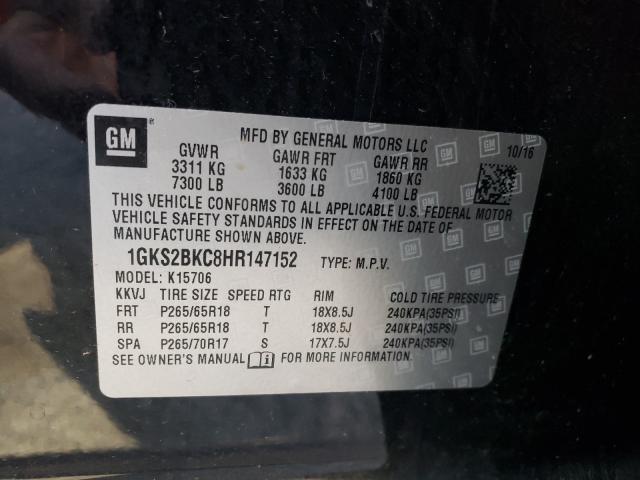 GM
MFD BY GENERAL MOTORS LLC
10/16
GVWR GAWR FRT GAWR RR
3311 KG 1633 KG 1860 KG
7300 LB 3600 LB 4100 LB
THIS VEHICLE CONFORMS TO ALL APPLICABLE U.S. FEDERAL MOTOR
VEHICLE SAFETY STANDARDS IN EFFECT ON THE DATE OF
MANUFACTURE SHOWN ABOVE.
1GKS2BKC8HR147152 TYPE: M.P.V.
MODEL: K15706
KKVJ TIRE SIZE SPEED RTG RIM COLD TIRE PRESSURE
FRT P265/65R18 T 18X8.5J 240KPA(35PSI)
RR P265/65R18 T 18X8.5J 240KPA(35PSI)
SPA P265/70R17 S 17X7.5J 240KPA(35PSI)
SEE OWNER'S MANUAL i FOR MORE INFORMATION.